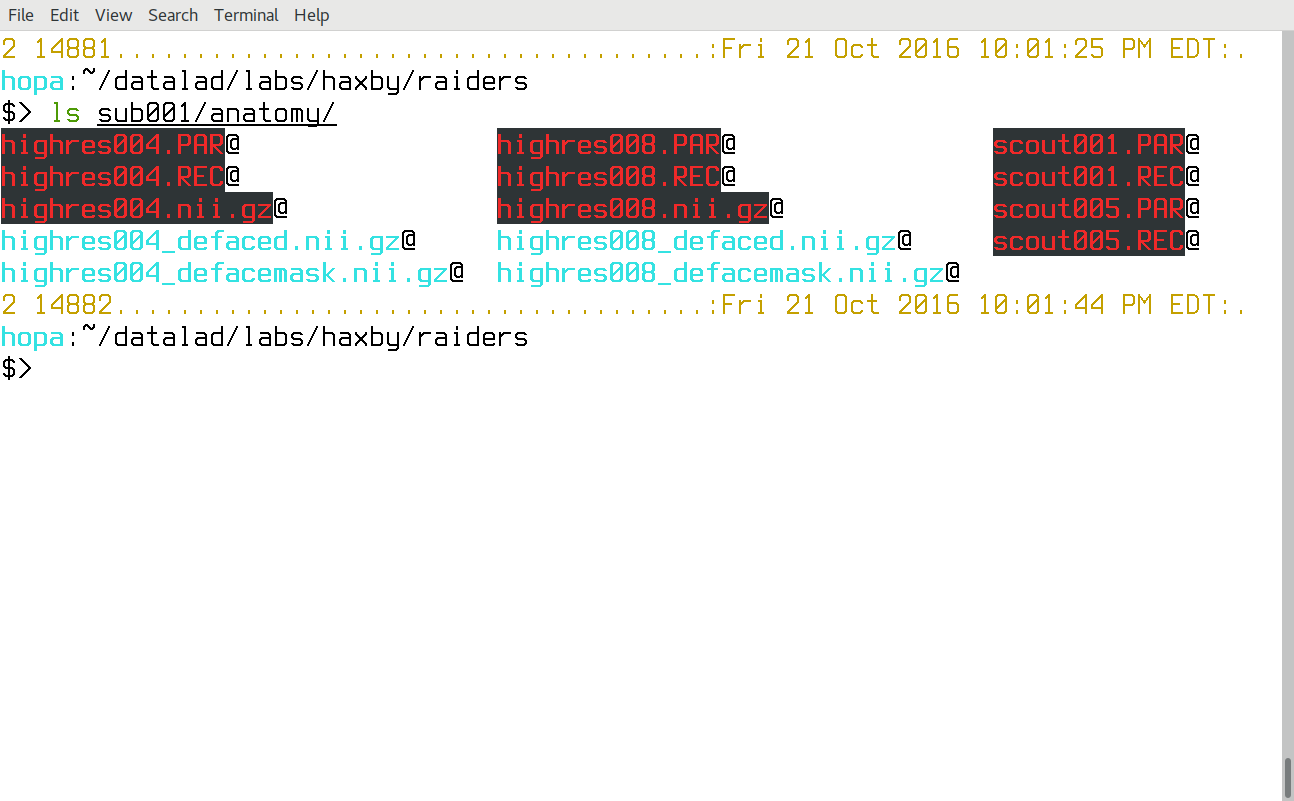 File Edit View Search Terminal Help
2 14881.....................................:Fri 21 Oct 2016 10:01:25 PM EDT:.
hopa:~/datalad/labs/haxby/raiders
$> ls sub001/anatomy/
highres004.PAR@ highres008.PAR@ scout001.PAR@
highres004.REC@ highres008.REC@ scout001.REC@
highres004.nii.gz@ highres008.nii.gz@ scout005.PAR@
highres004_defaced.nii.gz@ highres008_defaced.nii.gz@ scout005.REC@
highres004_defacemask.nii.gz@ highres008_defacemask.nii.gz@
2 14882.....................................:Fri 21 Oct 2016 10:01:44 PM EDT:.
hopa:~/datalad/labs/haxby/raiders
$>